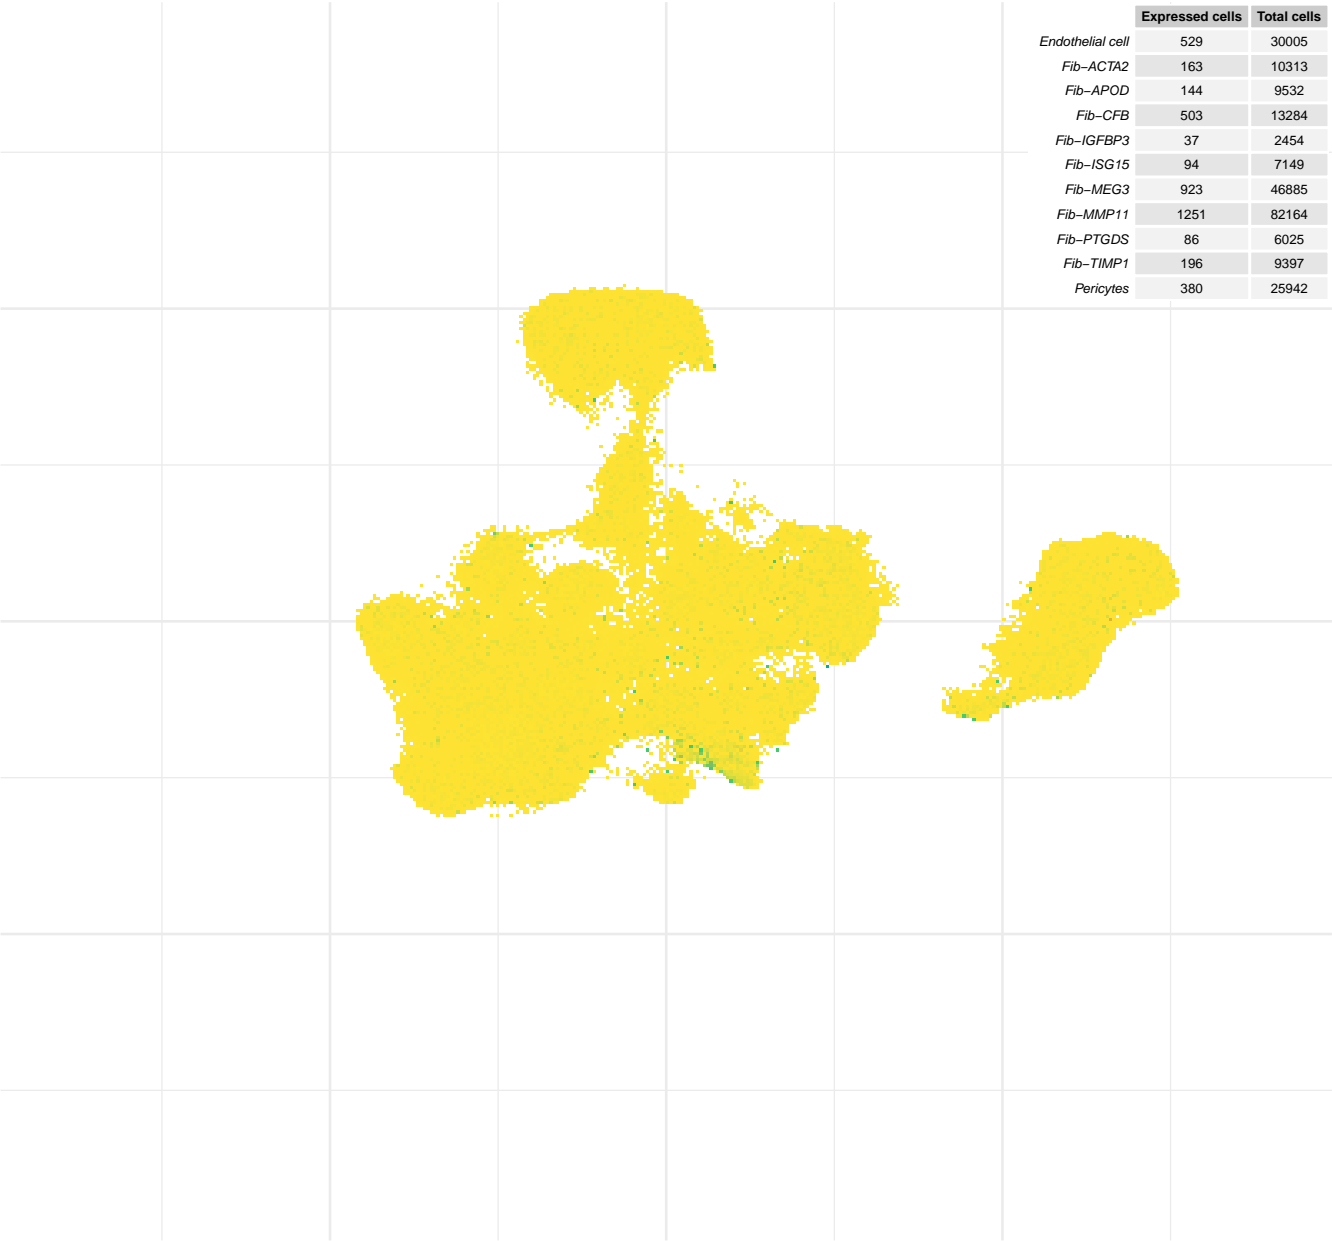 Expressed cells Total cells
Endothelial cell 529 30005
Fib−ACTA2 163 10313
Fib−APOD 144 9532
Fib−CFB 503 13284
Fib−IGFBP3 37 2454
Fib−ISG15 94 7149
Fib−MEG3 923 46885
Fib−MMP11 1251 82164
Fib−PTGDS 86 6025
Fib−TIMP1 196 9397
Pericytes 380 25942